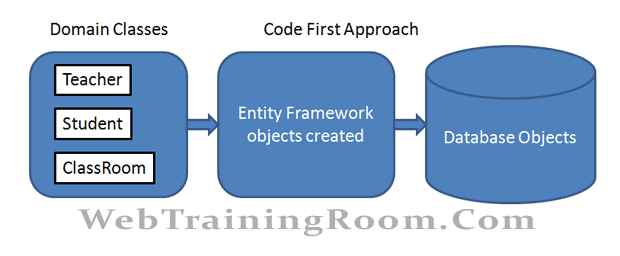 Domain Classes
Code First Approach
Teacher
Student
ClassRoom
Entity Framework
objects created
Database Objects
WebTrainingRoom.Com